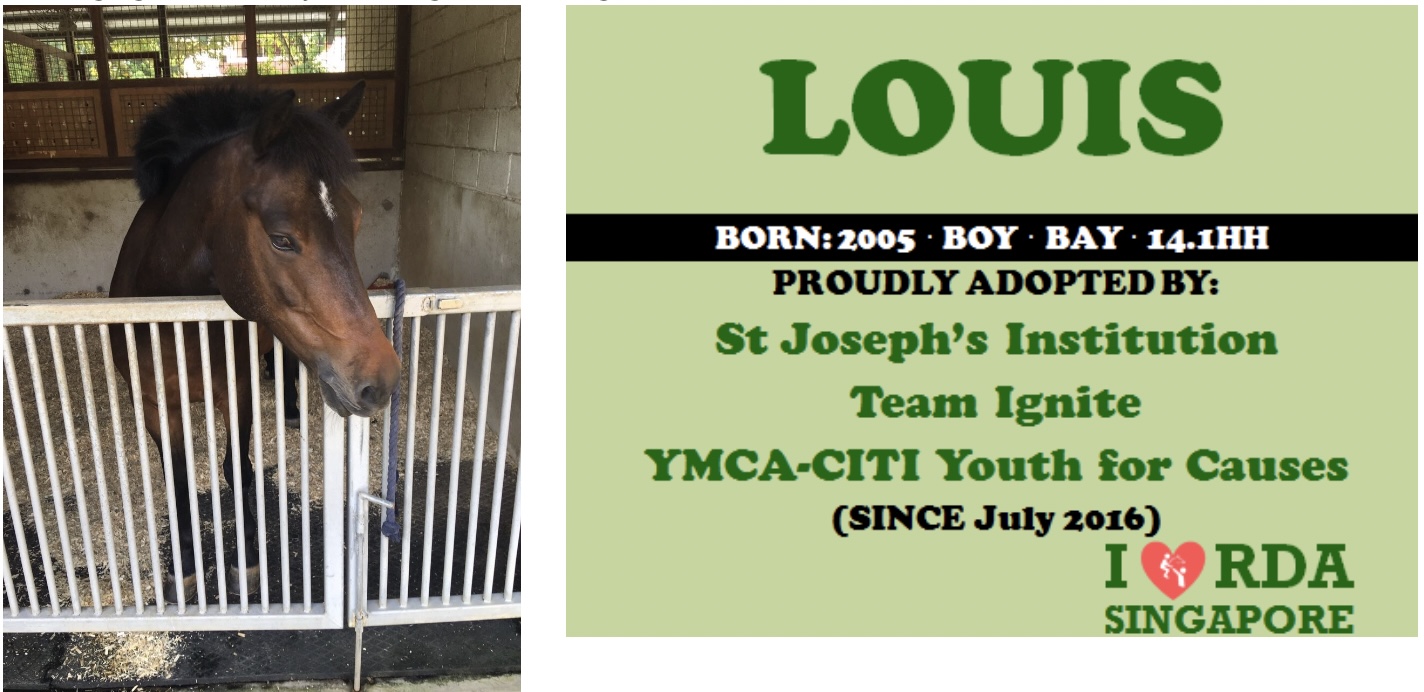 LOUIS
BORN: 2005 · BOY · BAY · 14.1HH
PROUDLY ADOPTED BY:
St Joseph's Institution
Team Ignite
YMCA-CITI Youth for Causes
(SINCE July 2016)
I RDA
SINGAPORE